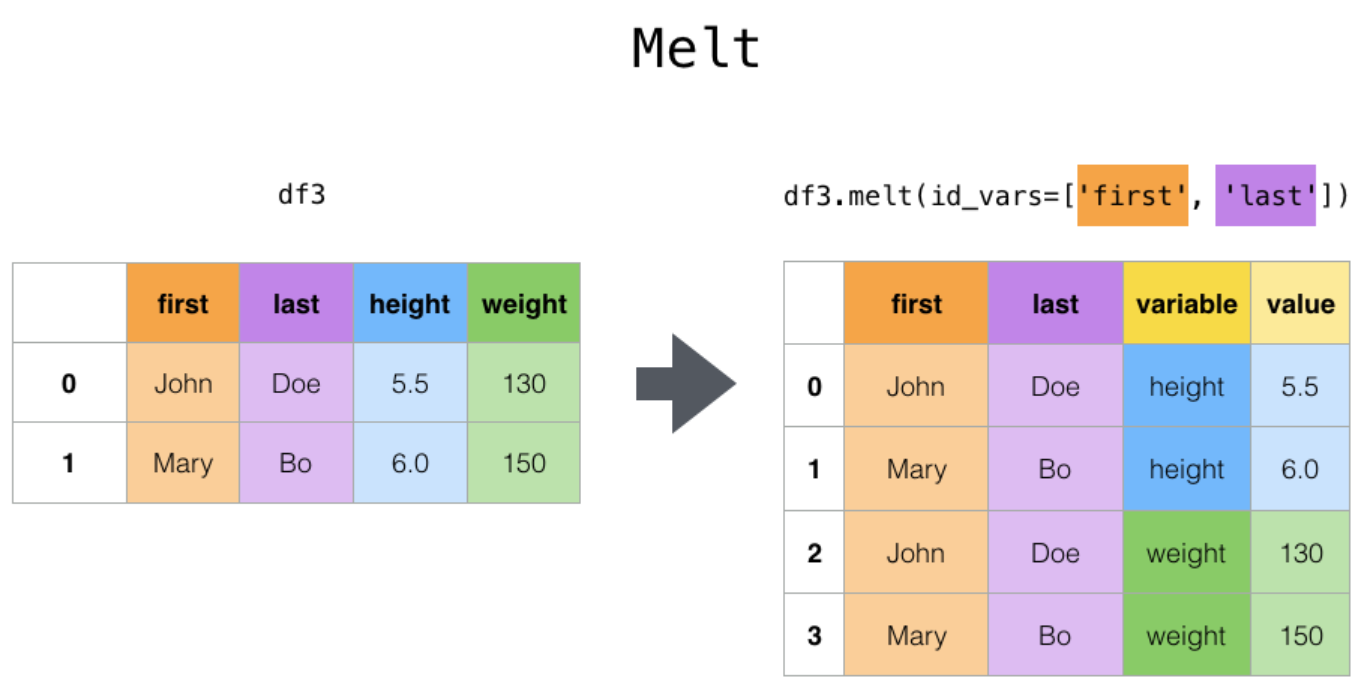 Melt
df3
first last height weight
0 John Doe 5.5 130
1 Mary Bo 6.0 150
df3.melt(id_vars=['first', 'last'])
first last variable value
0 John Doe height 5.5
1 Mary Bo height 6.0
2 John Doe weight 130
3 Mary Bo weight 150